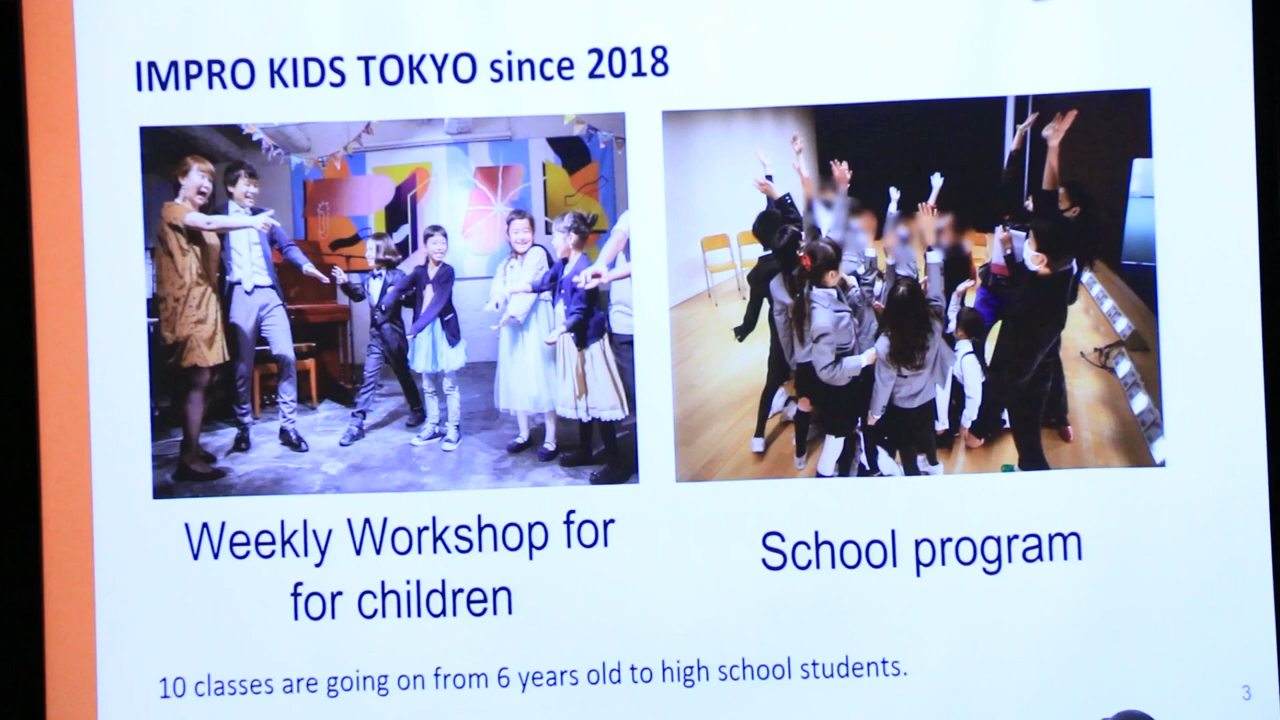 IMPRO KIDS TOKYO since 2018
Weekly Workshop for
for children
School program
10 classes are going on from 6 years old to high school students.
3